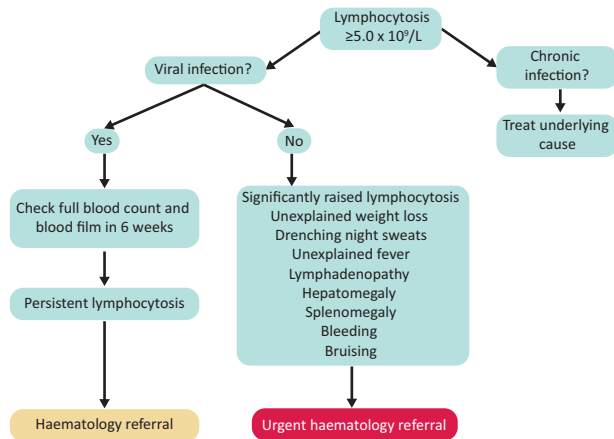 Lymphocytosis
≥5.0 x 10⁹/L
Viral infection?
Chronic
infection?
Treat underlying
cause
Yes
No
Check full blood count and
blood film in 6 weeks
Persistent lymphocytosis
Haematology referral
Significantly raised lymphocytosis
Unexplained weight loss
Drenching night sweats
Unexplained fever
Lymphadenopathy
Hepatomegaly
Splenomegaly
Bleeding
Bruising
Urgent haematology referral